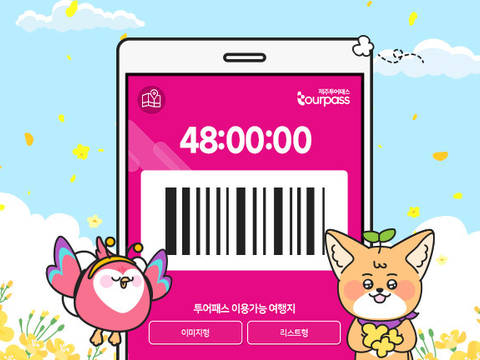 제주투어패스
tourpass
48:00:00
투어패스 이용가능 여행지
이미지형
리스트형